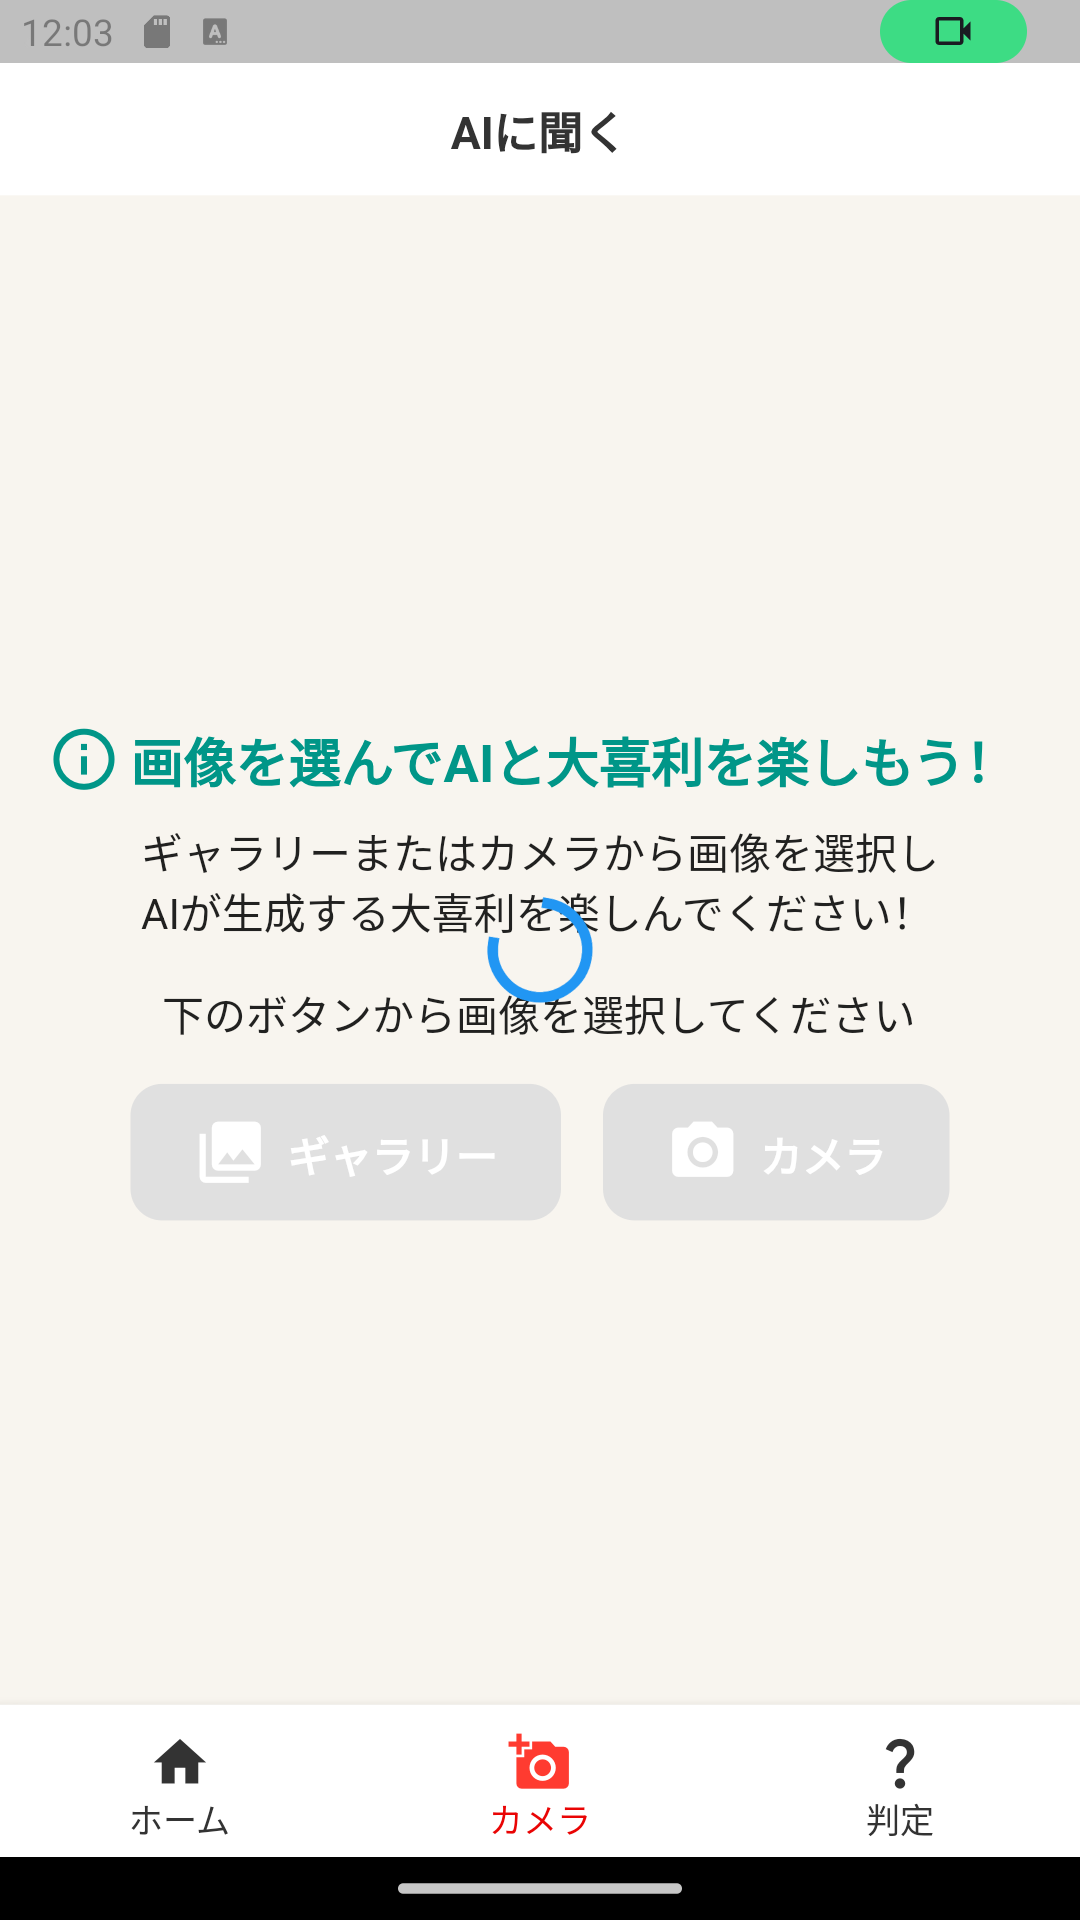 12:03
AIに聞く
画像を選んでAIと大喜利を楽しもう！
ギャラリーまたはカメラから画像を選択し
AIが生成する大喜利を楽しんでください！
下のボタンから画像を選択してください
ギャラリー
カメラ
ホーム
カメラ
判定